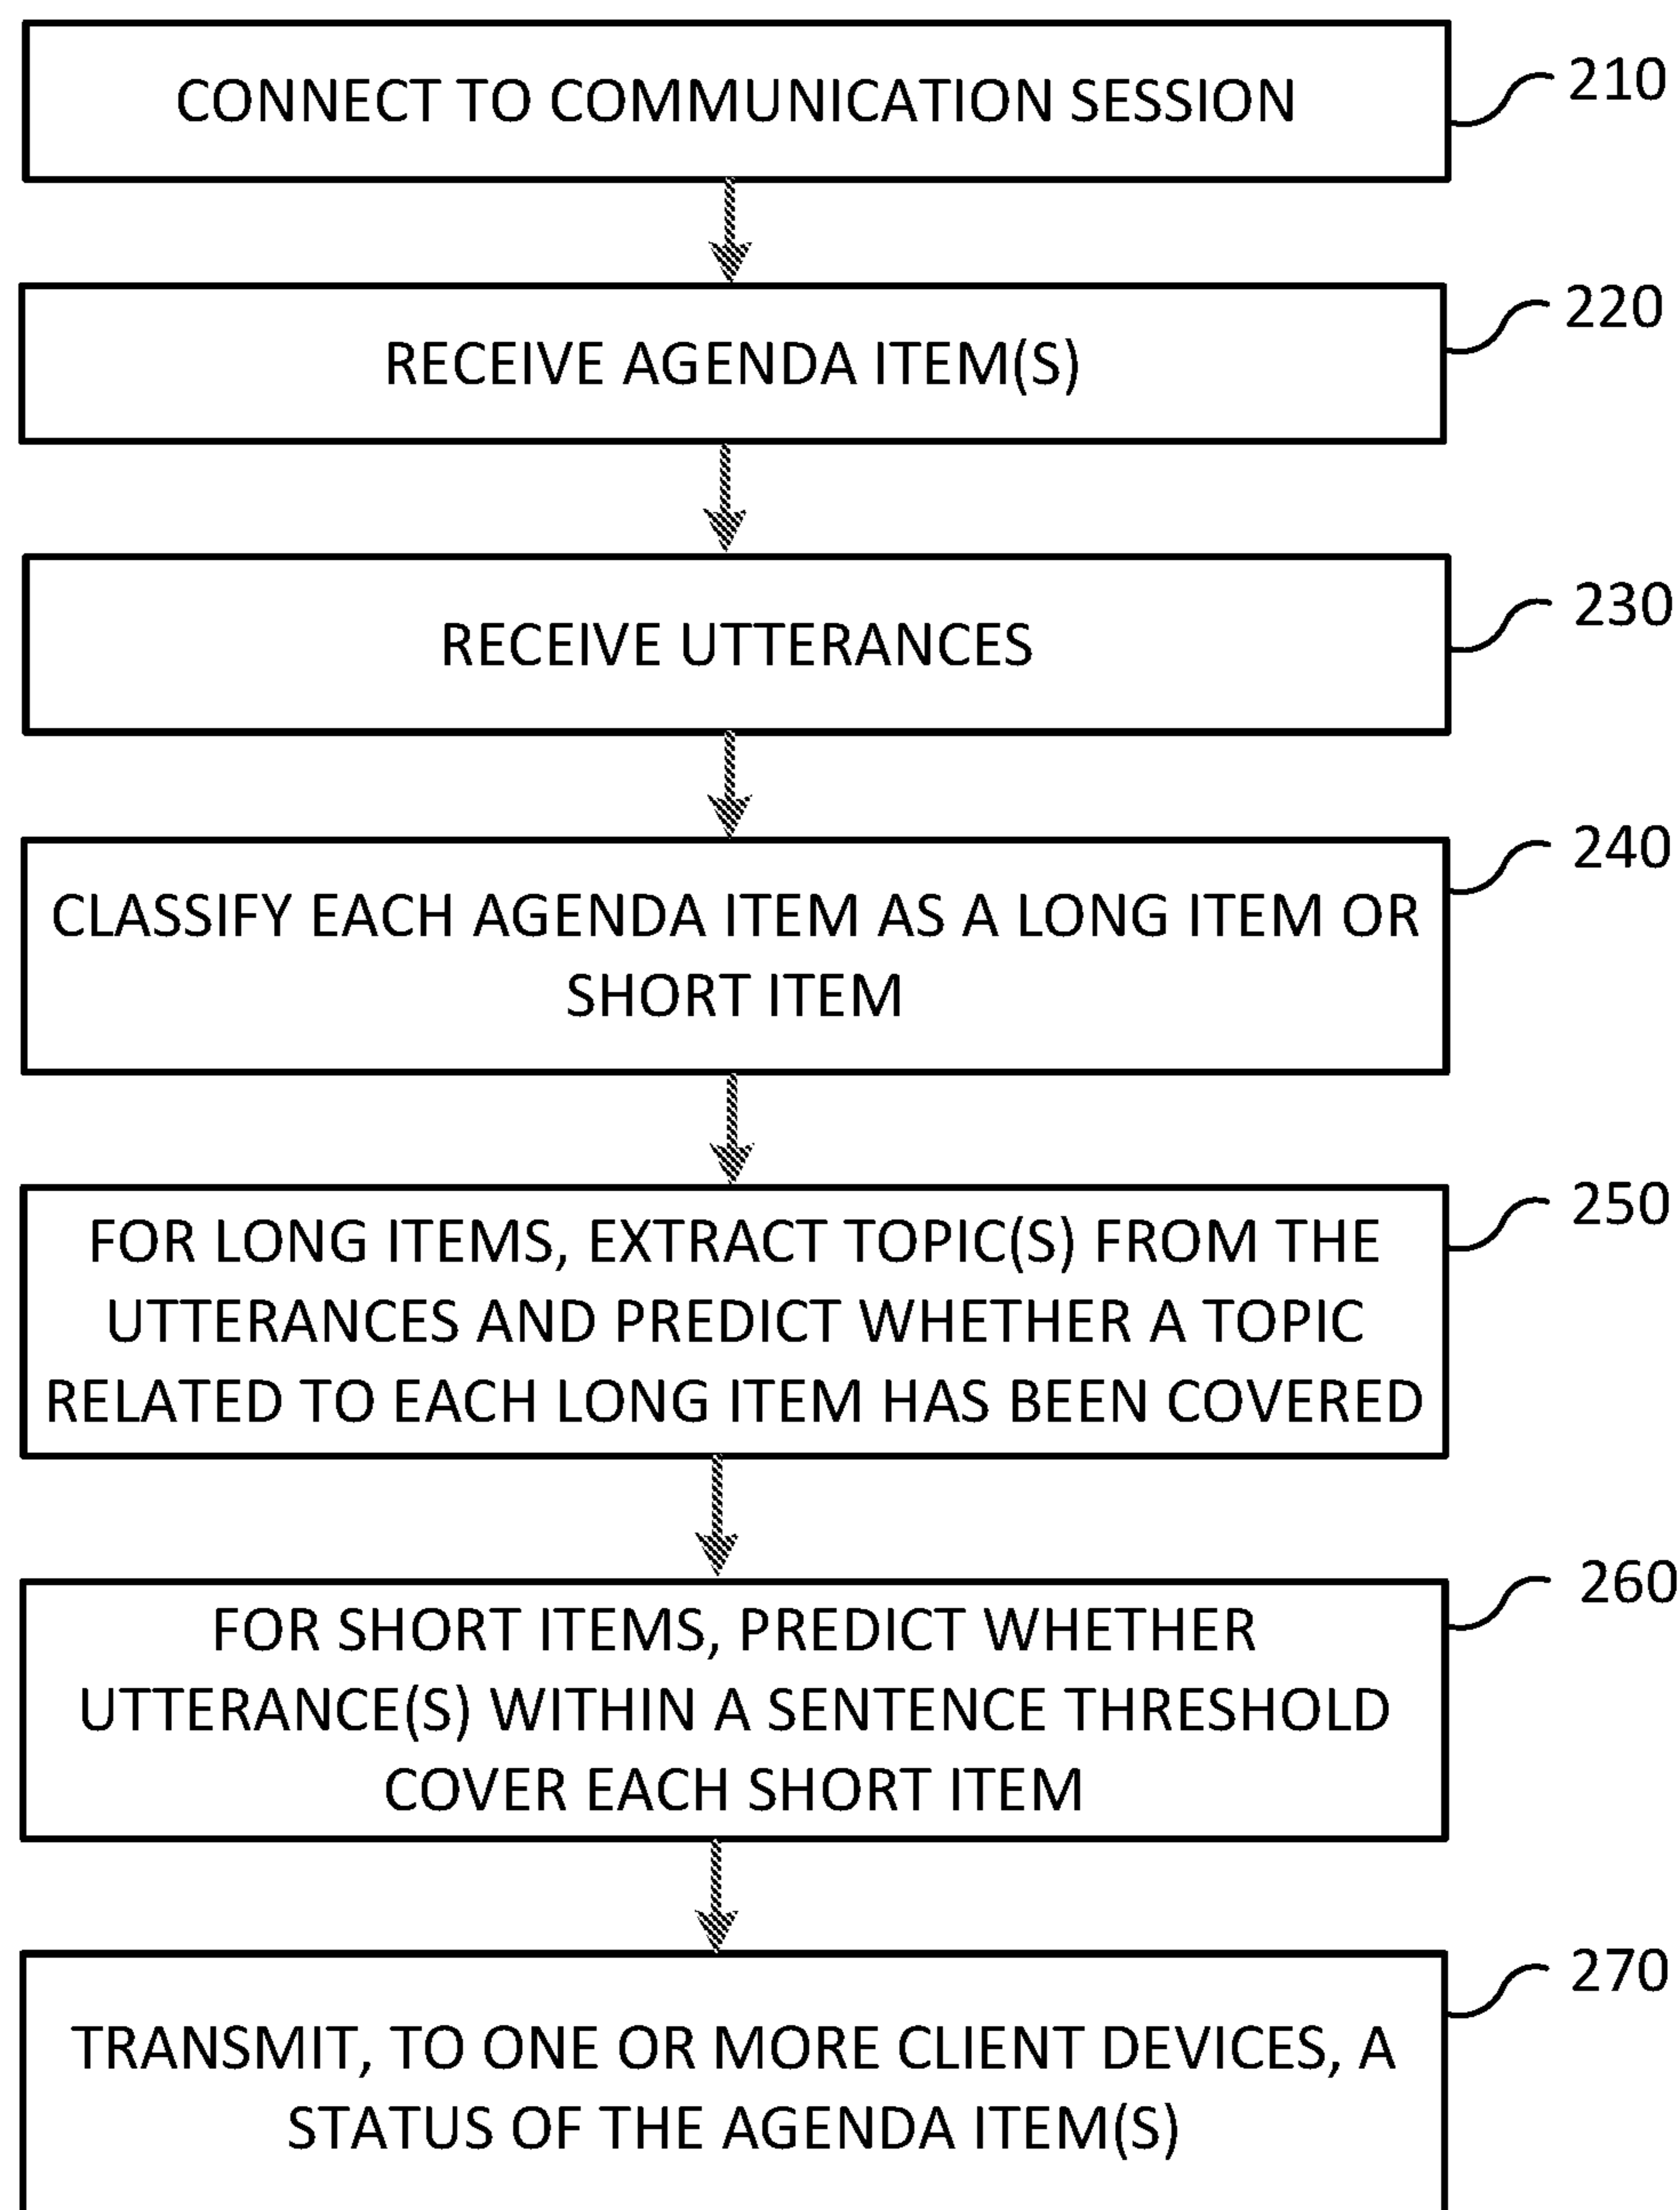 CONNECT TO COMMUNICATION SESSION
210
RECEIVE AGENDA ITEM(S)
220
RECEIVE UTTERANCES
230
CLASSIFY EACH AGENDA ITEM AS A LONG ITEM OR
SHORT ITEM
240
FOR LONG ITEMS, EXTRACT TOPIC(S) FROM THE
UTTERANCES AND PREDICT WHETHER A TOPIC
RELATED TO EACH LONG ITEM HAS BEEN COVERED
250
FOR SHORT ITEMS, PREDICT WHETHER
UTTERANCE(S) WITHIN A SENTENCE THRESHOLD
COVER EACH SHORT ITEM
260
TRANSMIT, TO ONE OR MORE CLIENT DEVICES, A
STATUS OF THE AGENDA ITEM(S)
270